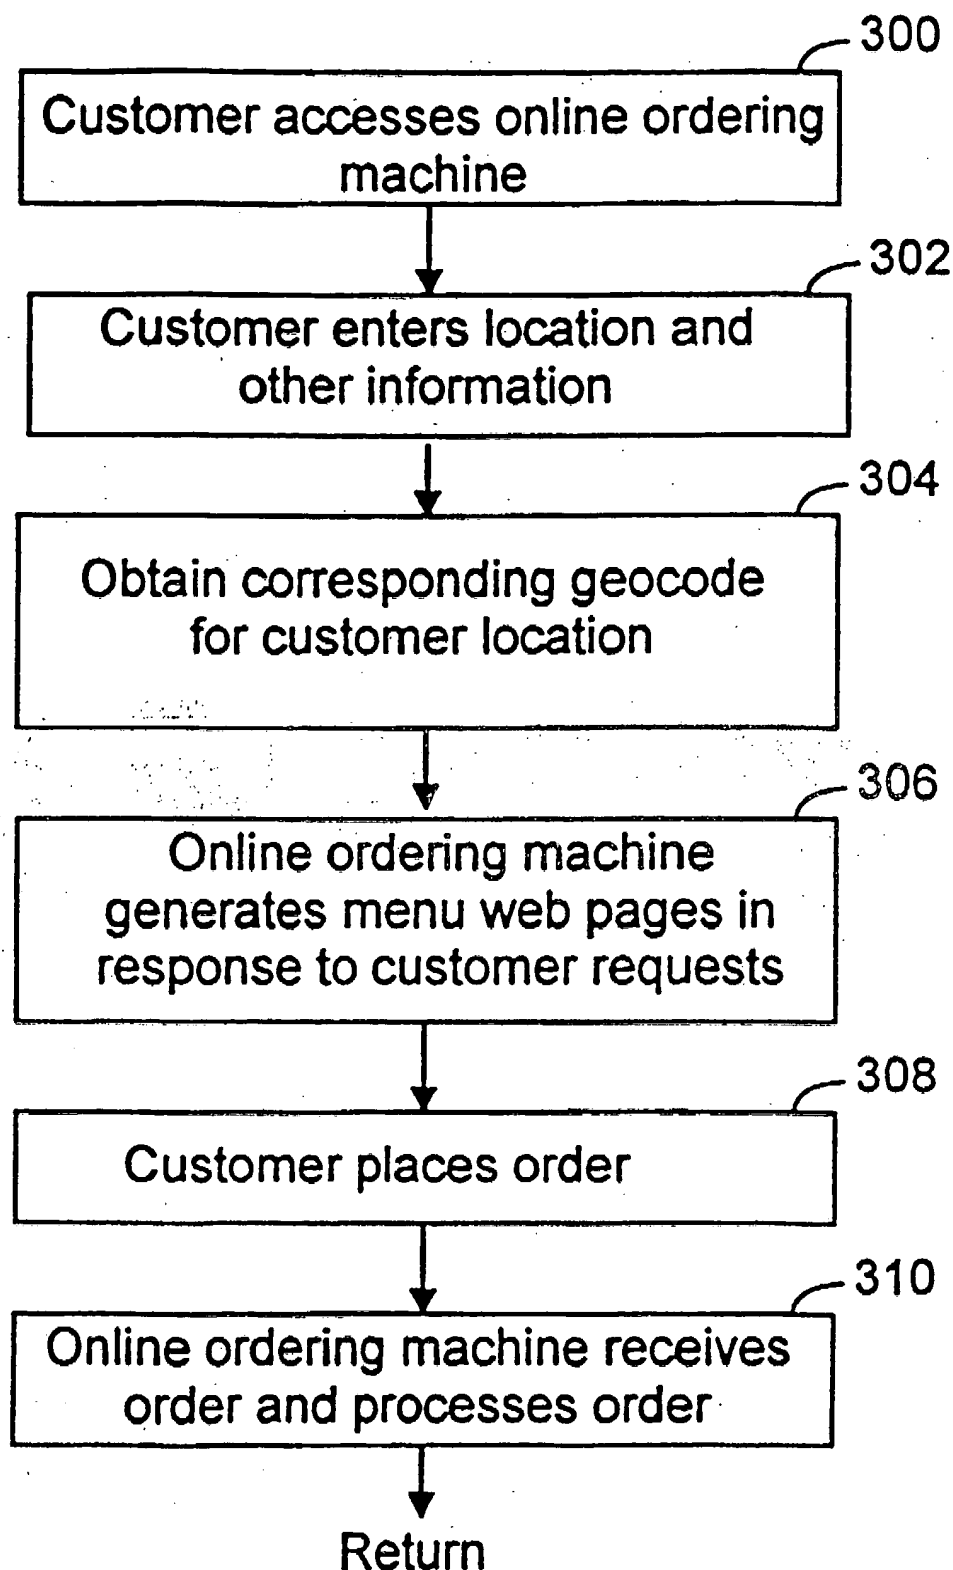 300
Customer accesses online ordering
machine
302
Customer enters location and
other information
304
Obtain corresponding geocode
for customer location
306
Online ordering machine
generates menu web pages in
response to customer requests
308
Customer places order
310
Online ordering machine receives
order and processes order
Return